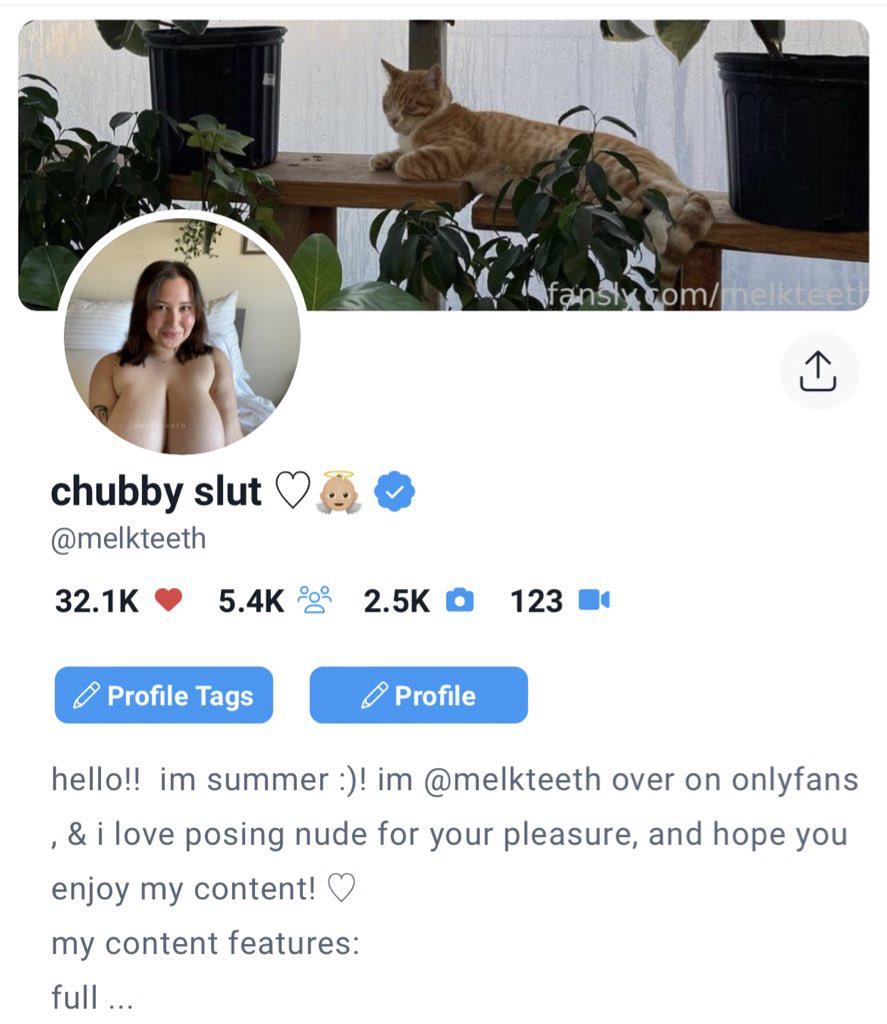 fansly.com/melkteeth
chubby slut ♡👼🏼
@melkteeth
32.1K 5.4K 2.5K 123
Profile Tags Profile
hello!! im summer :)! im @melkteeth over on onlyfans
, & i love posing nude for your pleasure, and hope you
enjoy my content! ♡
my content features:
full ...